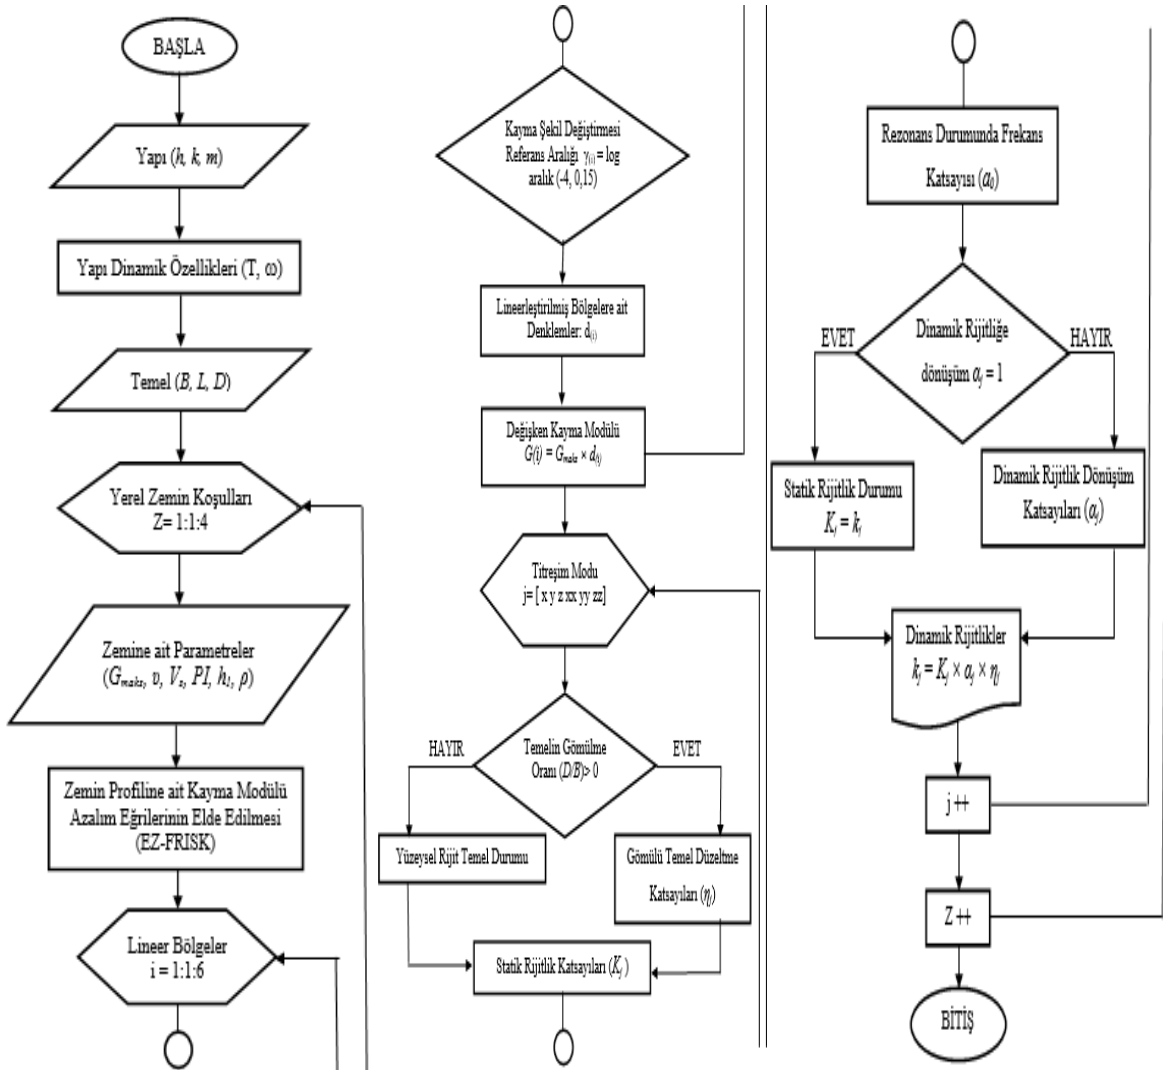 BAŞLA
Yapı (h, k, m)
Yapı Dinamik Özellikleri (T, ω)
Temel (B, L, D)
Yerel Zemin Koşulları
Z= 1:1:4
Zemine ait Parametreler
(Gmaks, υ, Vs, PI, h1, ρ)
Zemin Profiline ait Kayma Modülü
Azalım Eğrilerinin Elde Edilmesi
(EZ-FRISK)
Lineer Bölgeler
i = 1:1:6
Kayma Şekil Değiştirmesi
Referans Aralığı γ(i) = log
aralık (-4, 0,15)
Lineerleştirilmiş Bölgelere ait
Denklemler: d(i)
Değişken Kayma Modülü
G(i) = Gmaks × d(i)
Titreşim Modu
j= [ x y z xx yy zz]
Temelin Gömülme
Oranı (D/B)> 0
HAYIR
EVET
Yüzeysel Rijit Temel Durumu
Gömülü Temel Düzeltme
Katsayıları (ηj)
Statik Rijitlik Katsayıları (Kj )
Rezonans Durumunda Frekans
Katsayısı (a0)
Dinamik Rijitliğe
dönüşüm αj = 1
EVET
HAYIR
Statik Rijitlik Durumu
Kj = kj
Dinamik Rijitlik Dönüşüm
Katsayıları (αj)
Dinamik Rijitlikler
kj = Kj × αj × ηj
j ++
Z ++
BİTİŞ